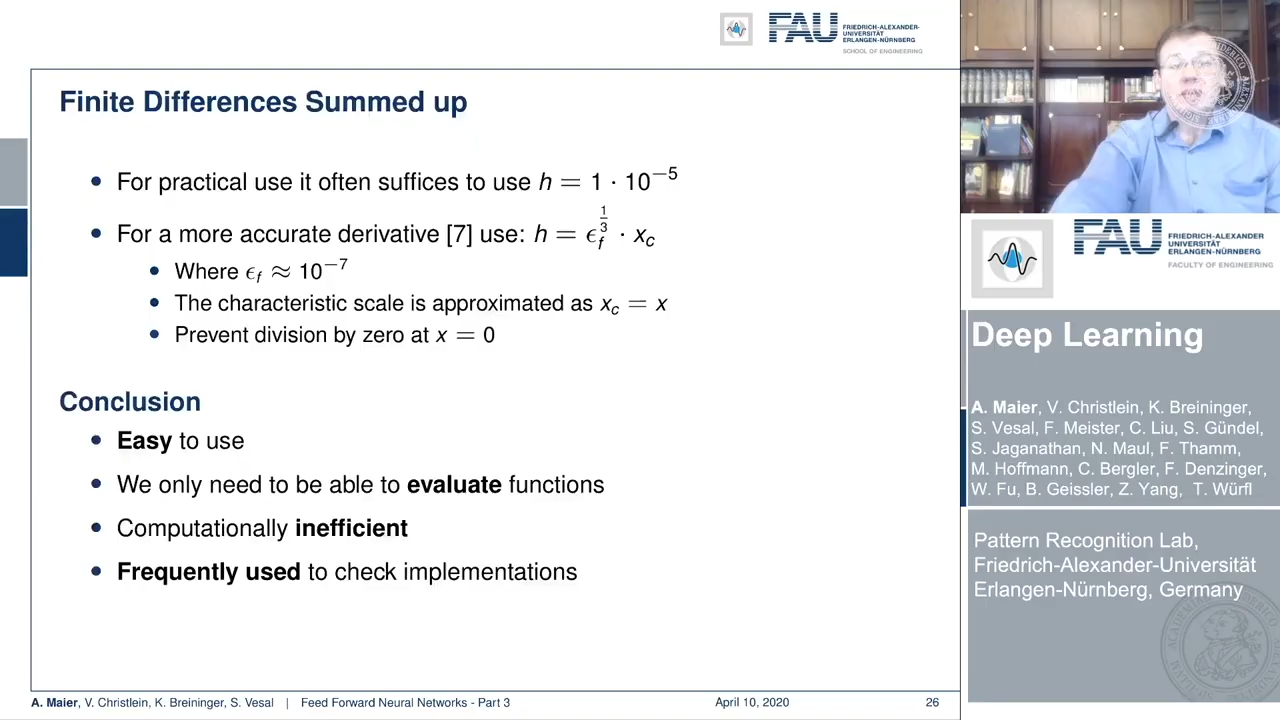 FAU
FRIEDRICH-ALEXANDER-
UNIVERSITÄT
ERLANGEN-NÜRNBERG
SCHOOL OF ENGINEERING
Finite Differences Summed up
• For practical use it often suffices to use h = 1 · 10⁻⁵
• For a more accurate derivative [7] use: h = ϵ_f^{1/3} · x_c
• Where ϵ_f ≈ 10⁻⁷
• The characteristic scale is approximated as x_c = x
• Prevent division by zero at x = 0
Conclusion
• Easy to use
• We only need to be able to evaluate functions
• Computationally inefficient
• Frequently used to check implementations
A. Maier, V. Christlein, K. Breininger, S. Vesal | Feed Forward Neural Networks - Part 3 April 10, 2020 26
FAU
FRIEDRICH-ALEXANDER
UNIVERSITÄT
ERLANGEN-NÜRNBERG
FACULTY OF ENGINEERING
Deep Learning
A. Maier, V. Christlein, K. Breininger,
S. Vesal, F. Meister, C. Liu, S. Gündel,
S. Jaganathan, N. Maul, F. Thamm,
M. Hoffmann, C. Bergler, F. Denzinger,
W. Fu, B. Geissler, Z. Yang, T. Würfl
Pattern Recognition Lab,
Friedrich-Alexander-Universität
Erlangen-Nürnberg, Germany